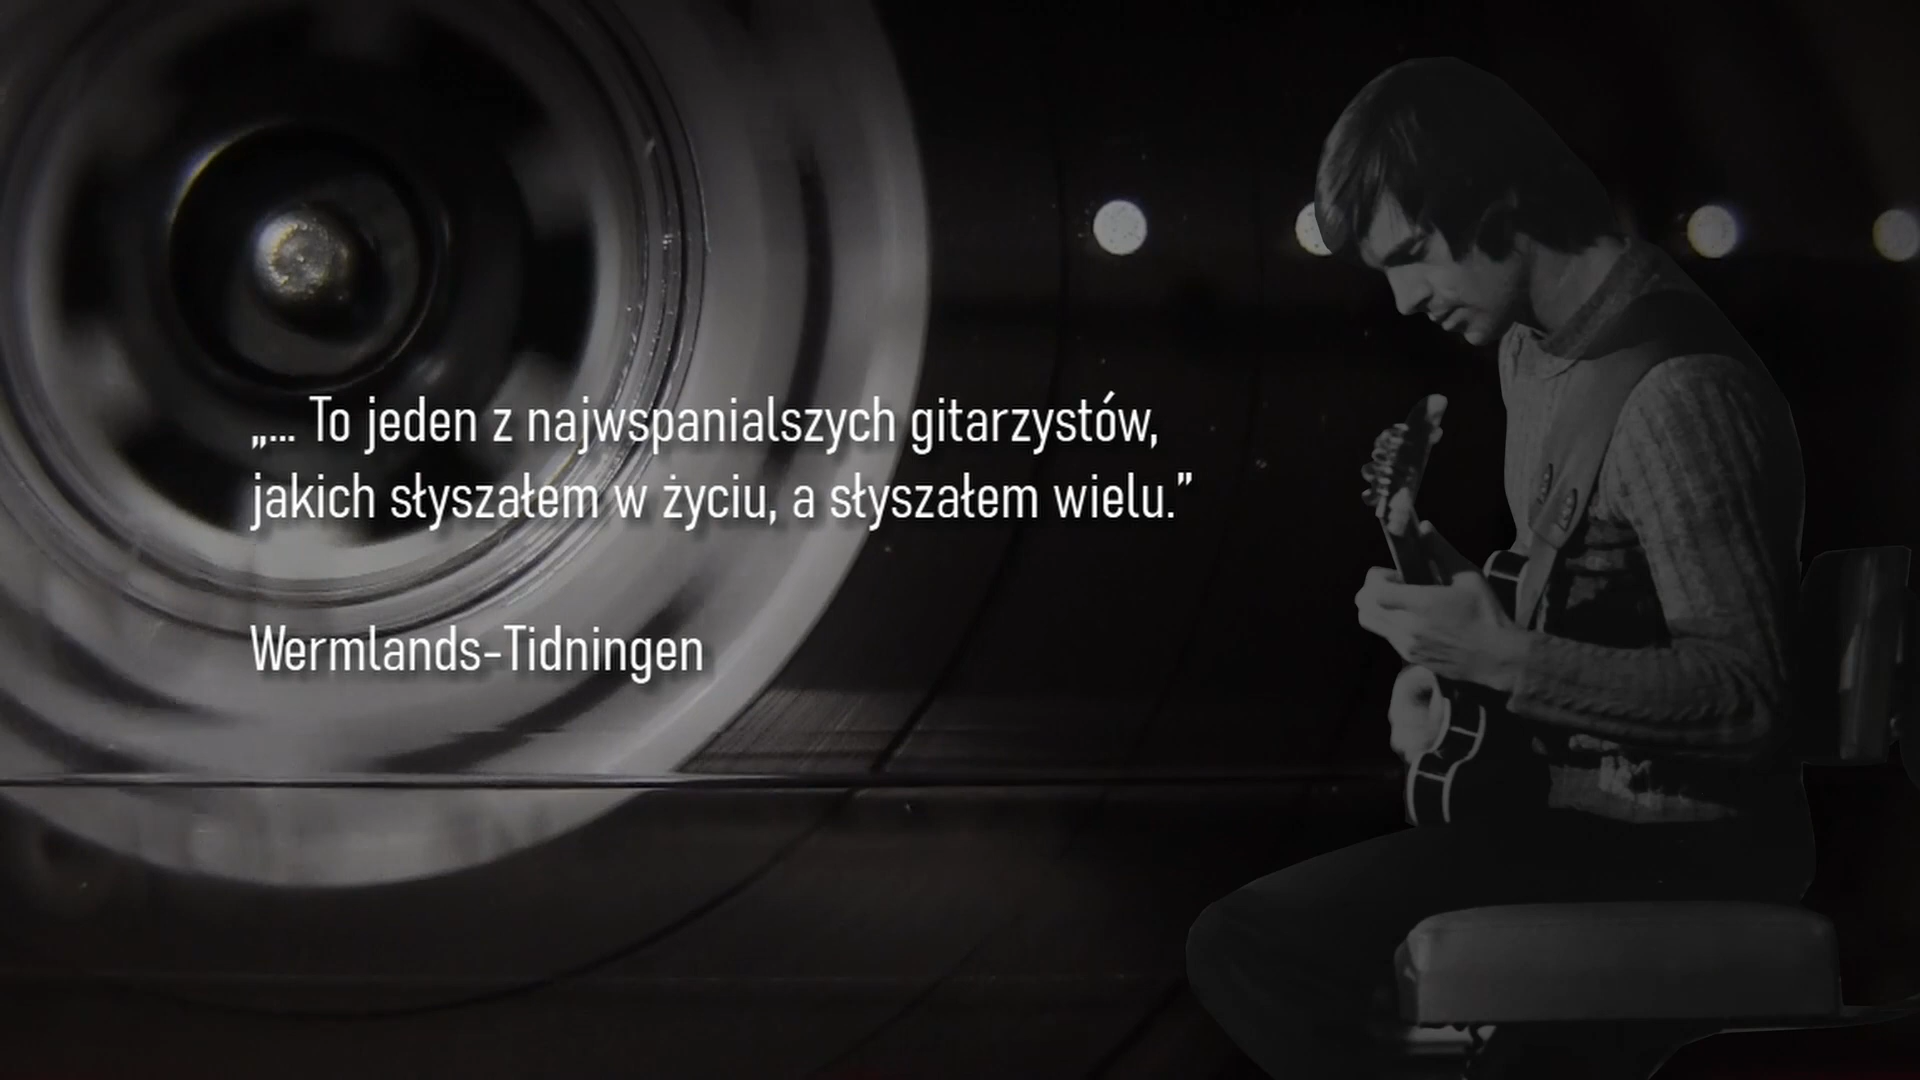 „... To jeden z najwspanialszych gitarzystów,
jakich słyszałem w życiu, a słyszałem wielu.”
Wermlands-Tidningen